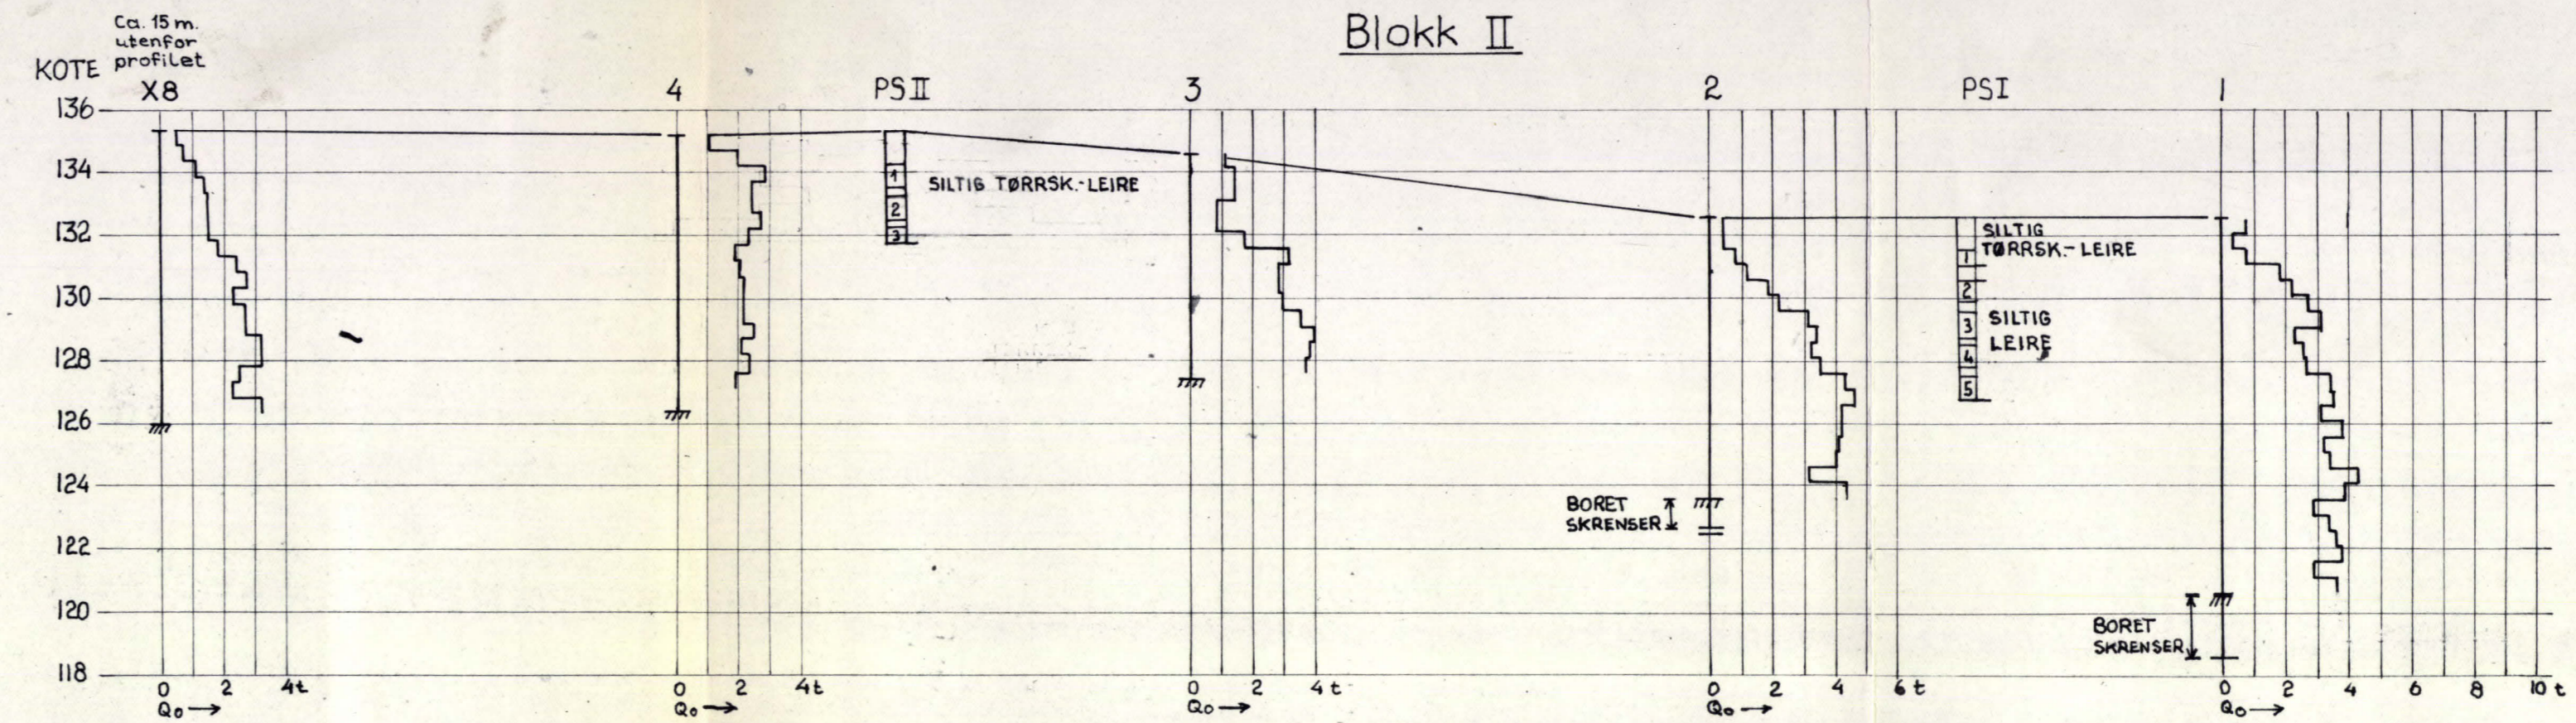 Blokk II
Ca. 15 m.
utenfor
profilet
KOTE
X8 4 PS II 3 2 PS I 1
136
134
132
130
128
126
124
122
120
118
1
2
3
SILTIG TØRRSK.-LEIRE
SILTIG
TØRRSK.-LEIRE
1
2
3
4
5
SILTIG
LEIRE
BORET
SKRENSER
BORET
SKRENSER
0 2 4t 0 2 4t 0 2 4t 0 2 4 6t 0 2 4 6 8 10 t
Q0 → Q0 → Q0 → Q0 → Q0 →